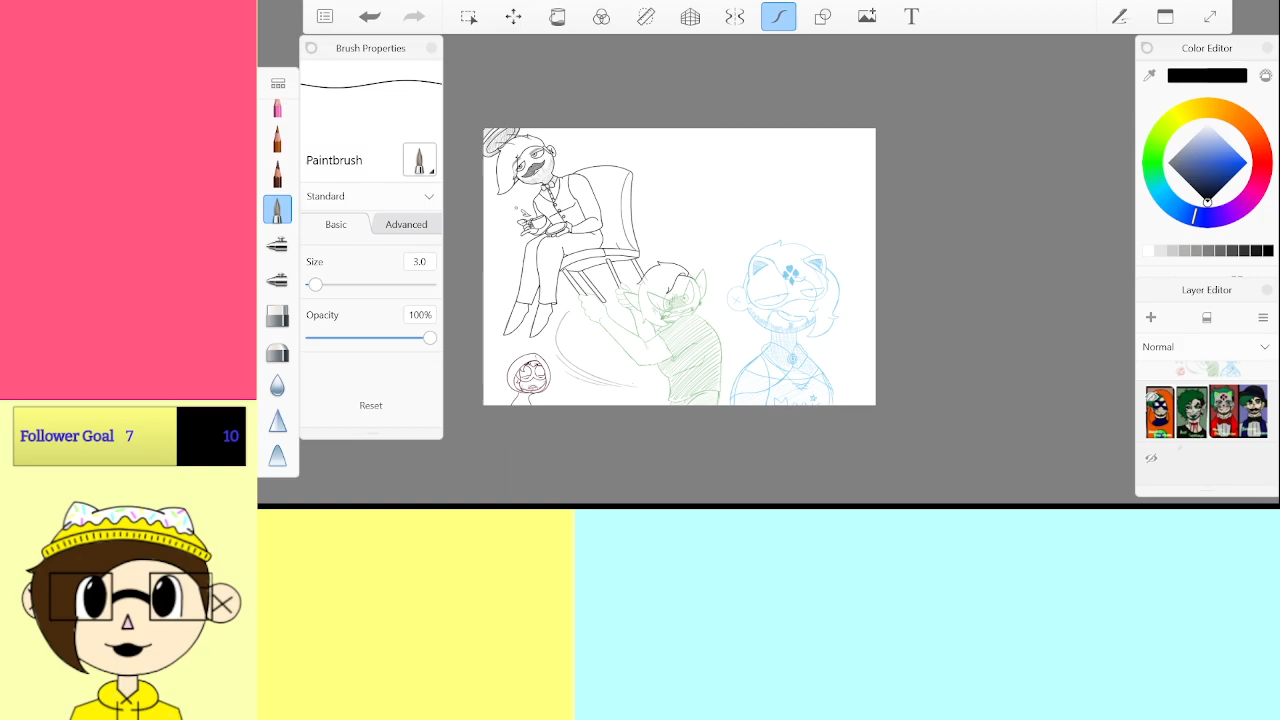 T
Brush Properties
Color Editor
Paintbrush
Standard
Basic
Advanced
Size
3.0
Opacity
100%
Reset
Layer Editor
Normal
Follower Goal 7
10